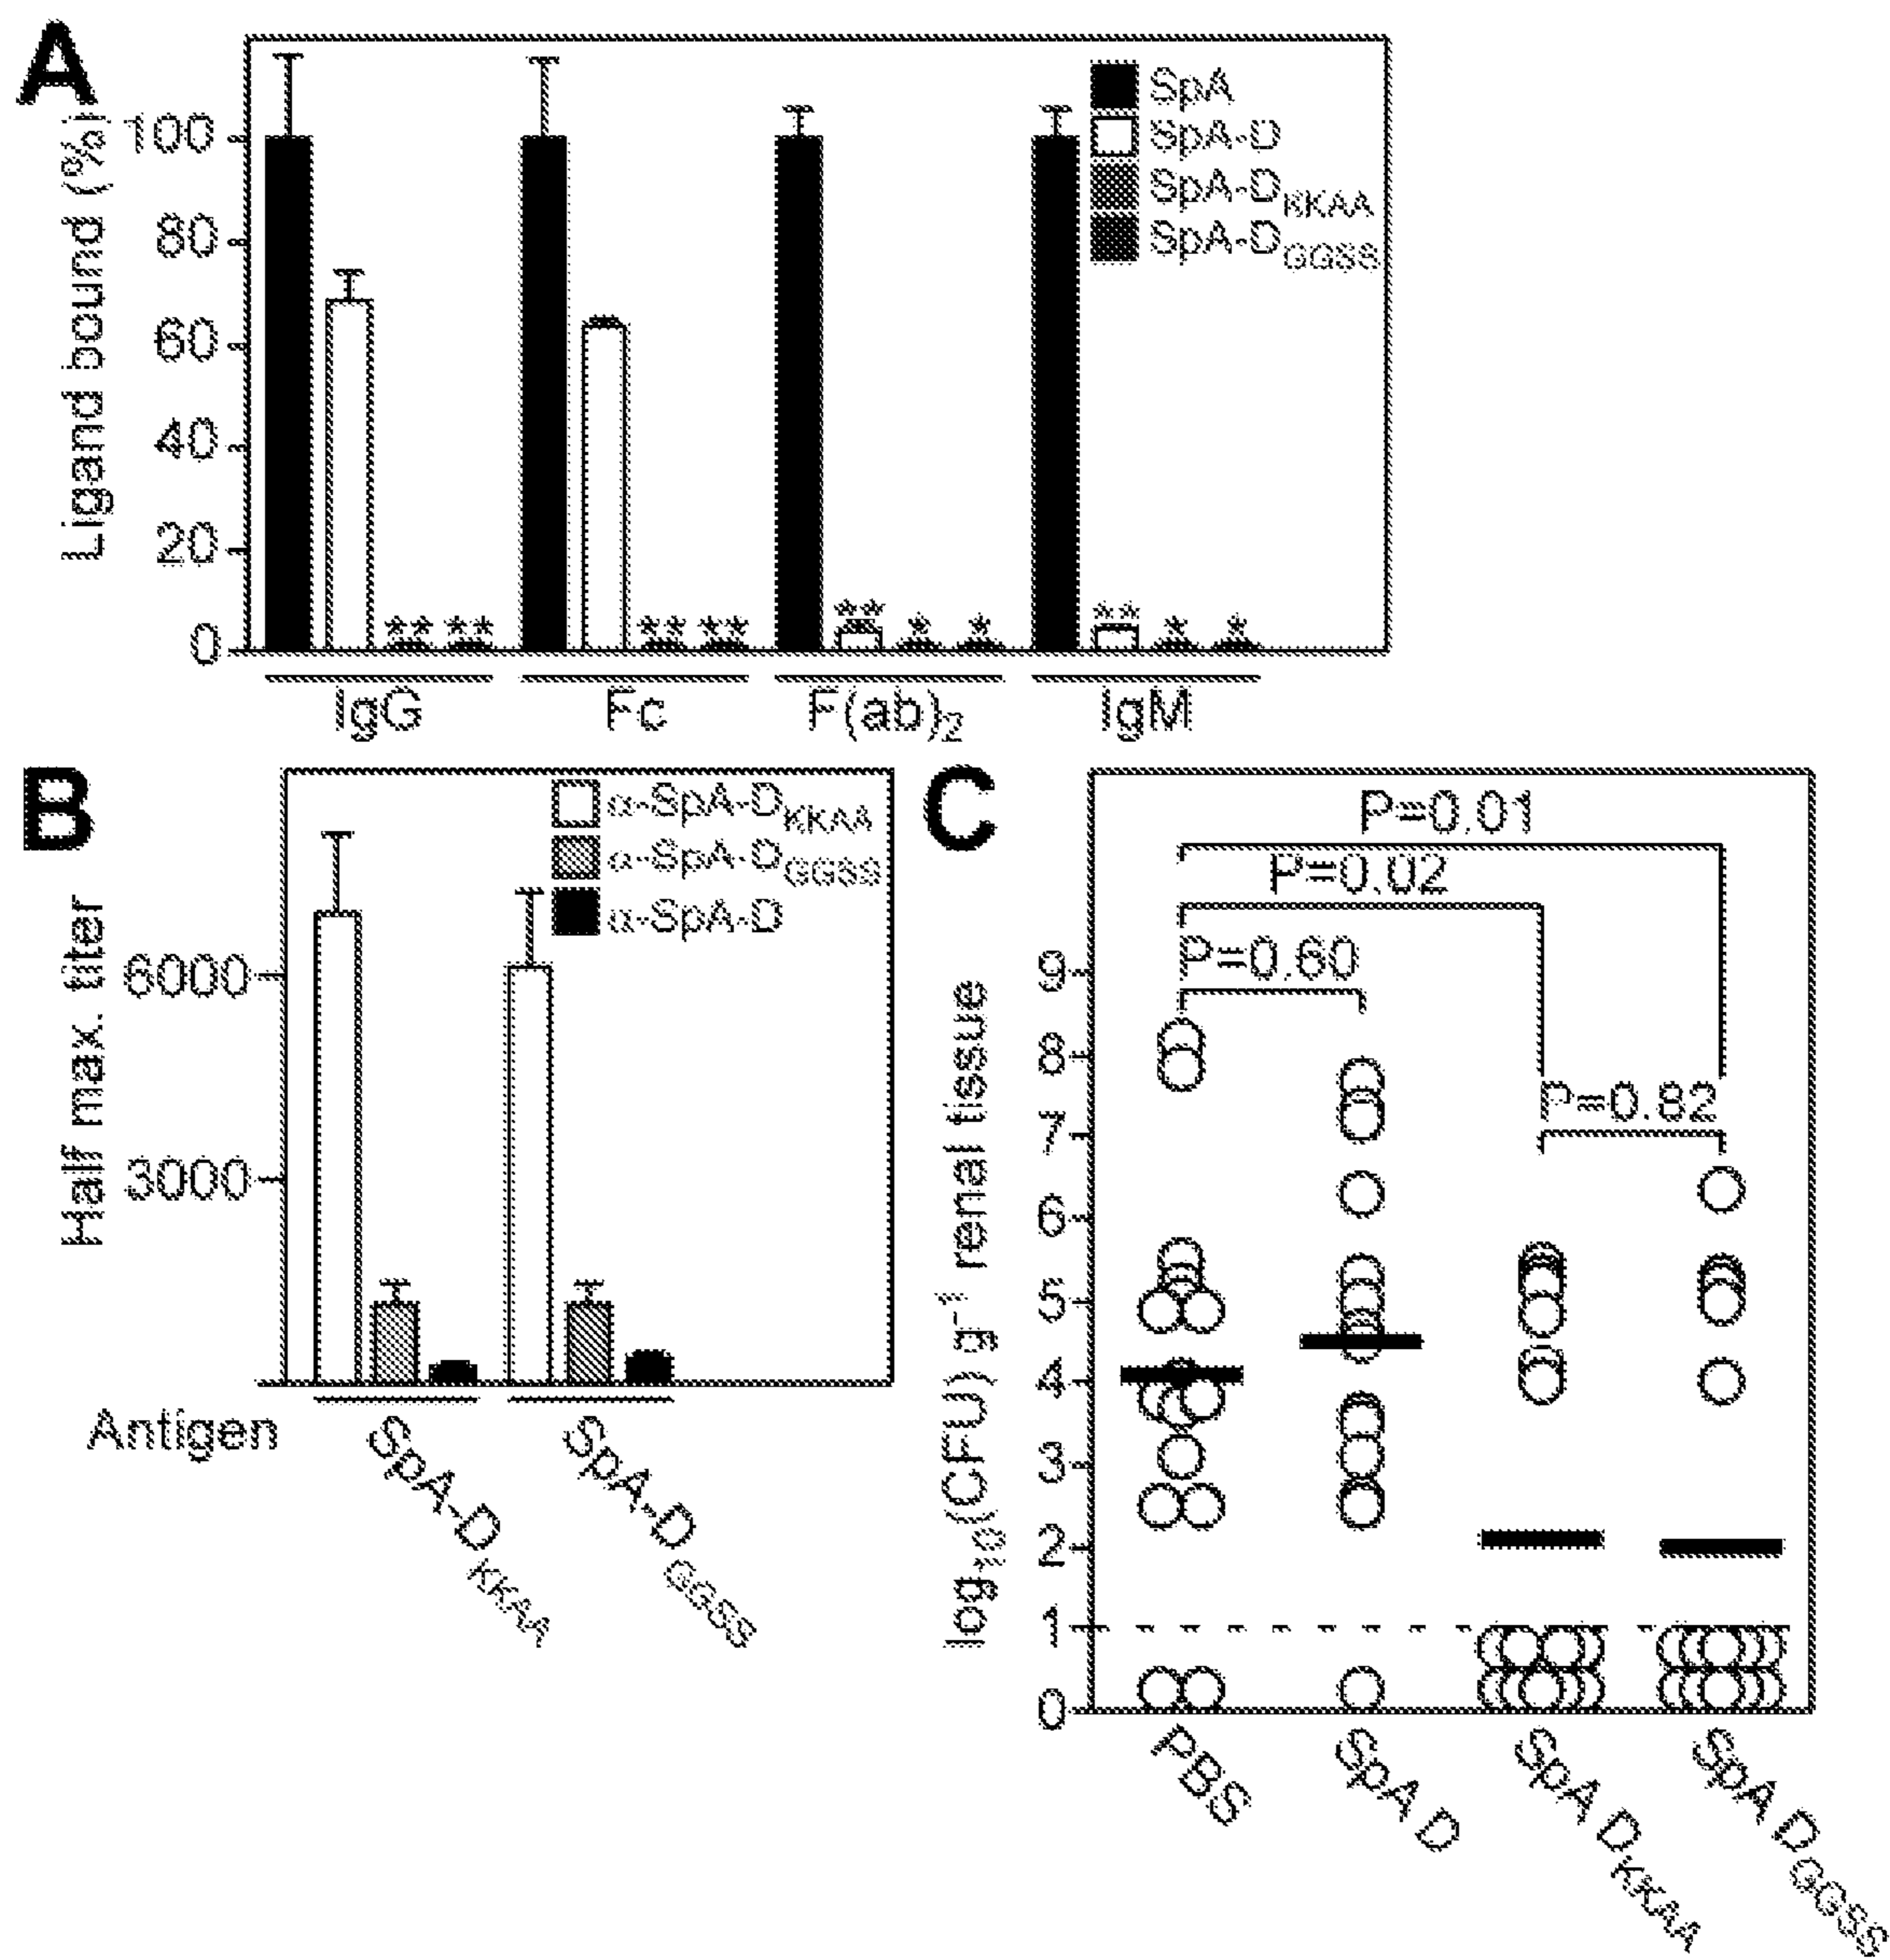 A
Ligand bound (%)
100
80
60
40
20
0
SpA
SpA-D
SpA-DKKAA
SpA-DGGSS
** ** ** ** ** * * ** * *
IgG Fc F(ab)2 IgM
B
Half max. titer
6000
3000
α-SpA-DKKAA
α-SpA-DGGSS
α-SpA-D
Antigen
SpA-DKKAA
SpA-DGGSS
C
log10(CFU) g-1 renal tissue
9
8
7
6
5
4
3
2
1
0
P=0.01
P=0.02
P=0.60
P=0.82
PBS
SpA D
SpA DKKAA
SpA DGGSS